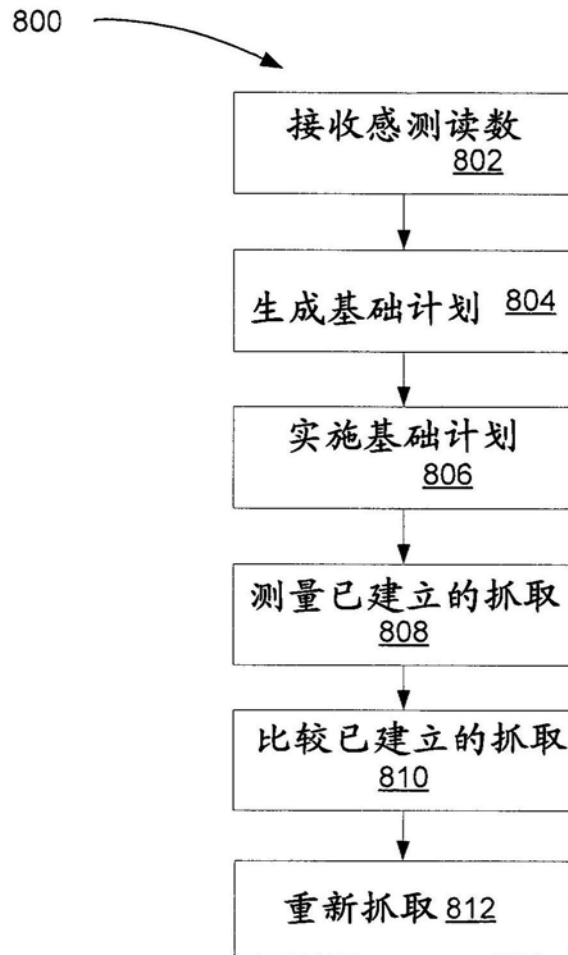 800
接收感测读数
802
生成基础计划 804
实施基础计划
806
测量已建立的抓取
808
比较已建立的抓取
810
重新抓取 812